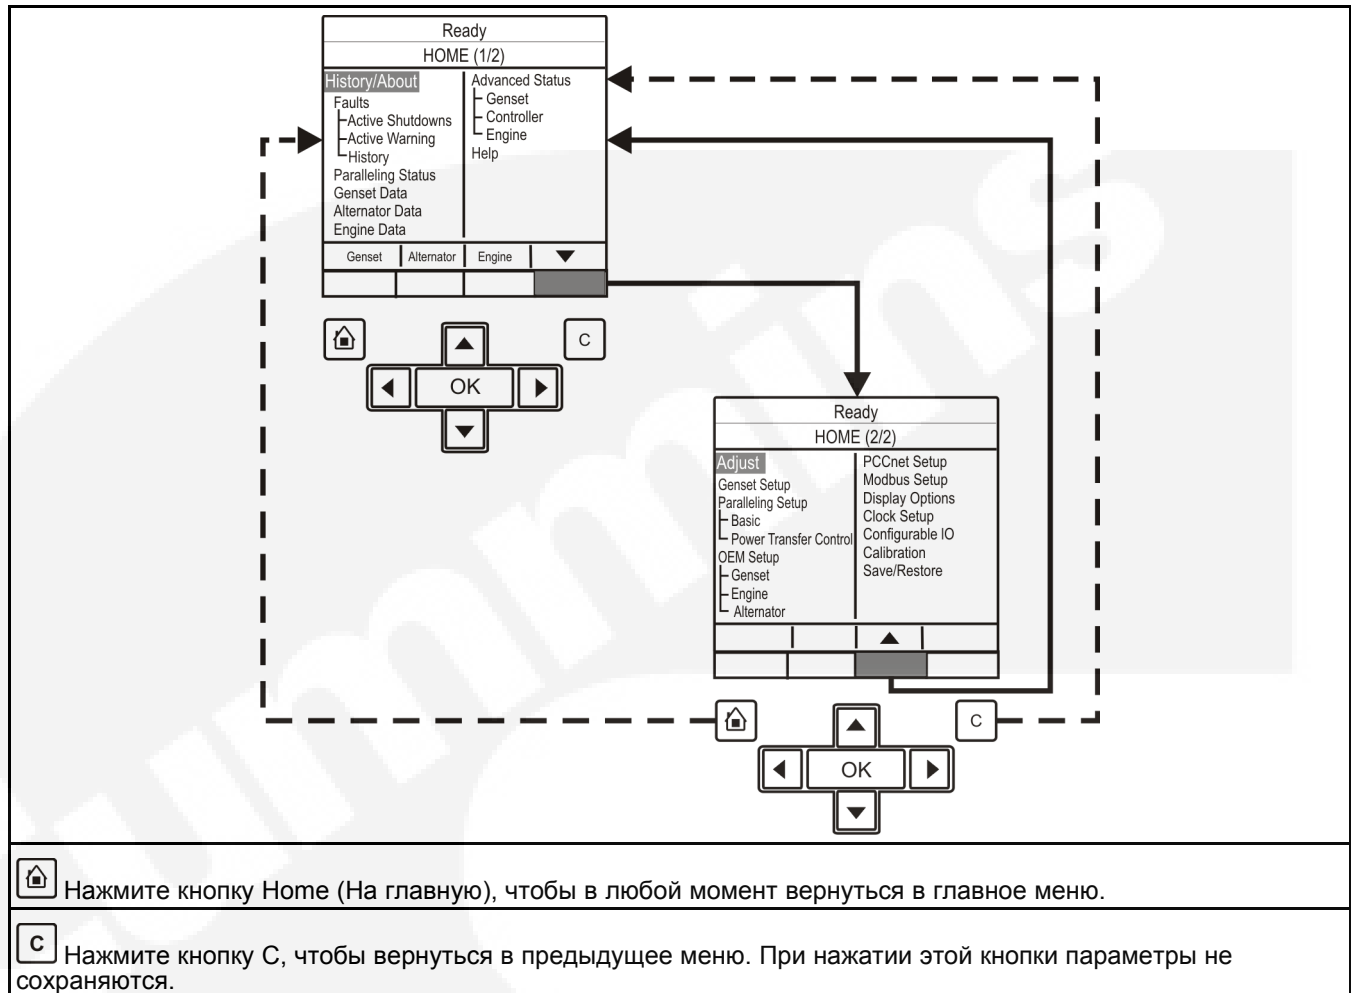 Ready
HOME (1/2)
History/About
Faults
Active Shutdowns
Active Warning
History
Paralleling Status
Genset Data
Alternator Data
Engine Data
Advanced Status
Genset
Controller
Engine
Help
Genset Alternator Engine
C
OK
Ready
HOME (2/2)
Adjust
Genset Setup
Paralleling Setup
Basic
Power Transfer Control
OEM Setup
Genset
Engine
Alternator
PCCnet Setup
Modbus Setup
Display Options
Clock Setup
Configurable IO
Calibration
Save/Restore
C
OK
Нажмите кнопку Home (На главную), чтобы в любой момент вернуться в главное меню.
C Нажмите кнопку C, чтобы вернуться в предыдущее меню. При нажатии этой кнопки параметры не
сохраняются.
cummins